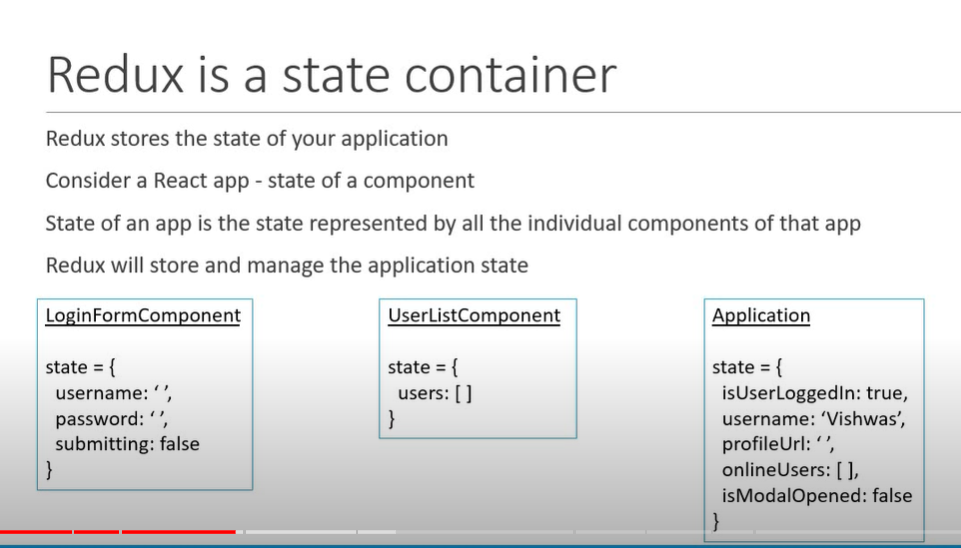 Redux is a state container
Redux stores the state of your application
Consider a React app - state of a component
State of an app is the state represented by all the individual components of that app
Redux will store and manage the application state
LoginFormComponent
state = {
username: ‘ ’,
password: ‘ ’,
submitting: false
}
UserListComponent
state = {
users: [ ]
}
Application
state = {
isUserLoggedIn: true,
username: ‘Vishwas’,
profileUrl: ‘ ’,
onlineUsers: [ ],
isModalOpened: false
}